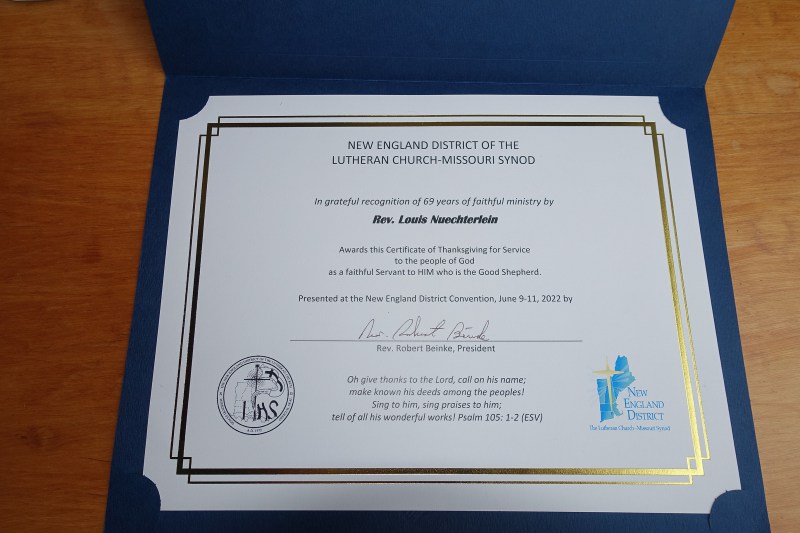 NEW ENGLAND DISTRICT OF THE
LUTHERAN CHURCH-MISSOURI SYNOD
In grateful recognition of 69 years of faithful ministry by
Rev. Louis Nuechterlein
Awards this Certificate of Thanksgiving for Service
to the people of God
as a faithful Servant to HIM who is the Good Shepherd.
Presented at the New England District Convention, June 9-11, 2022 by
Rev. Robert Beinke
Rev. Robert Beinke, President
Oh give thanks to the Lord, call on his name;
make known his deeds among the peoples!
Sing to him, sing praises to him;
tell of all his wonderful works! Psalm 105: 1-2 (ESV)
NEW
ENGLAND
DISTRICT
The Lutheran Church - Missouri Synod